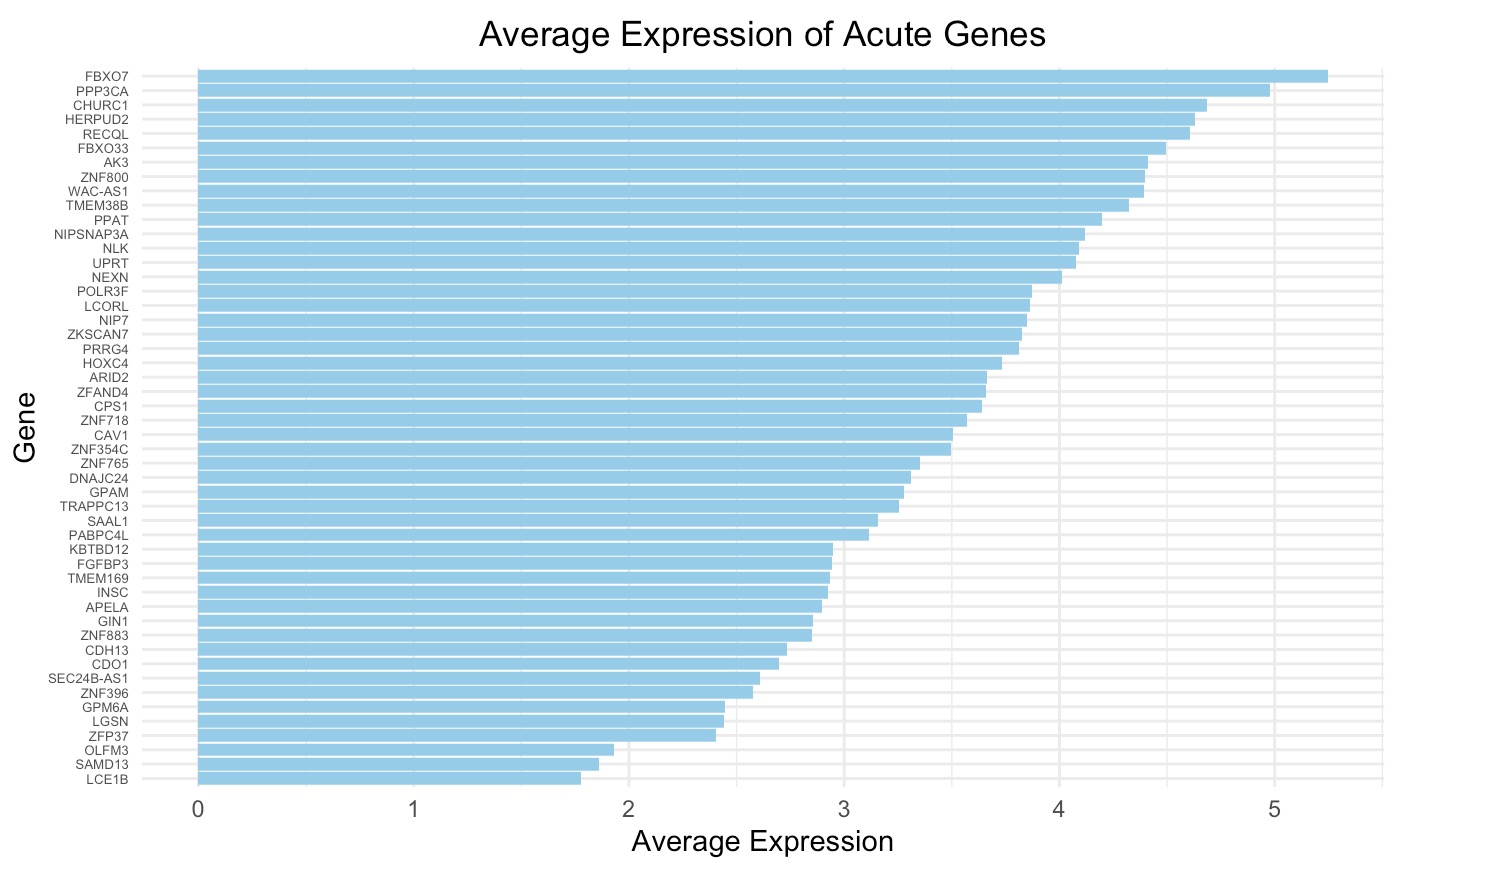 Average Expression of Acute Genes
FBXO7
PPP3CA
CHURC1
HERPUD2
RECQL
FBXO33
AK3
ZNF800
WAC-AS1
TMEM38B
PPAT
NIPSNAP3A
NLK
UPRT
NEXN
POLR3F
LCORL
NIP7
ZKSCAN7
PRRG4
HOXC4
ARID2
ZFAND4
CPS1
ZNF718
CAV1
ZNF354C
ZNF765
DNAJC24
GPAM
TRAPPC13
SAAL1
PABPC4L
KBTBD12
FGFBP3
TMEM169
INSC
APELA
GIN1
ZNF883
CDH13
CDO1
SEC24B-AS1
ZNF396
GPM6A
LGSN
ZFP37
OLFM3
SAMD13
LCE1B
Gene
0 1 2 3 4 5
Average Expression